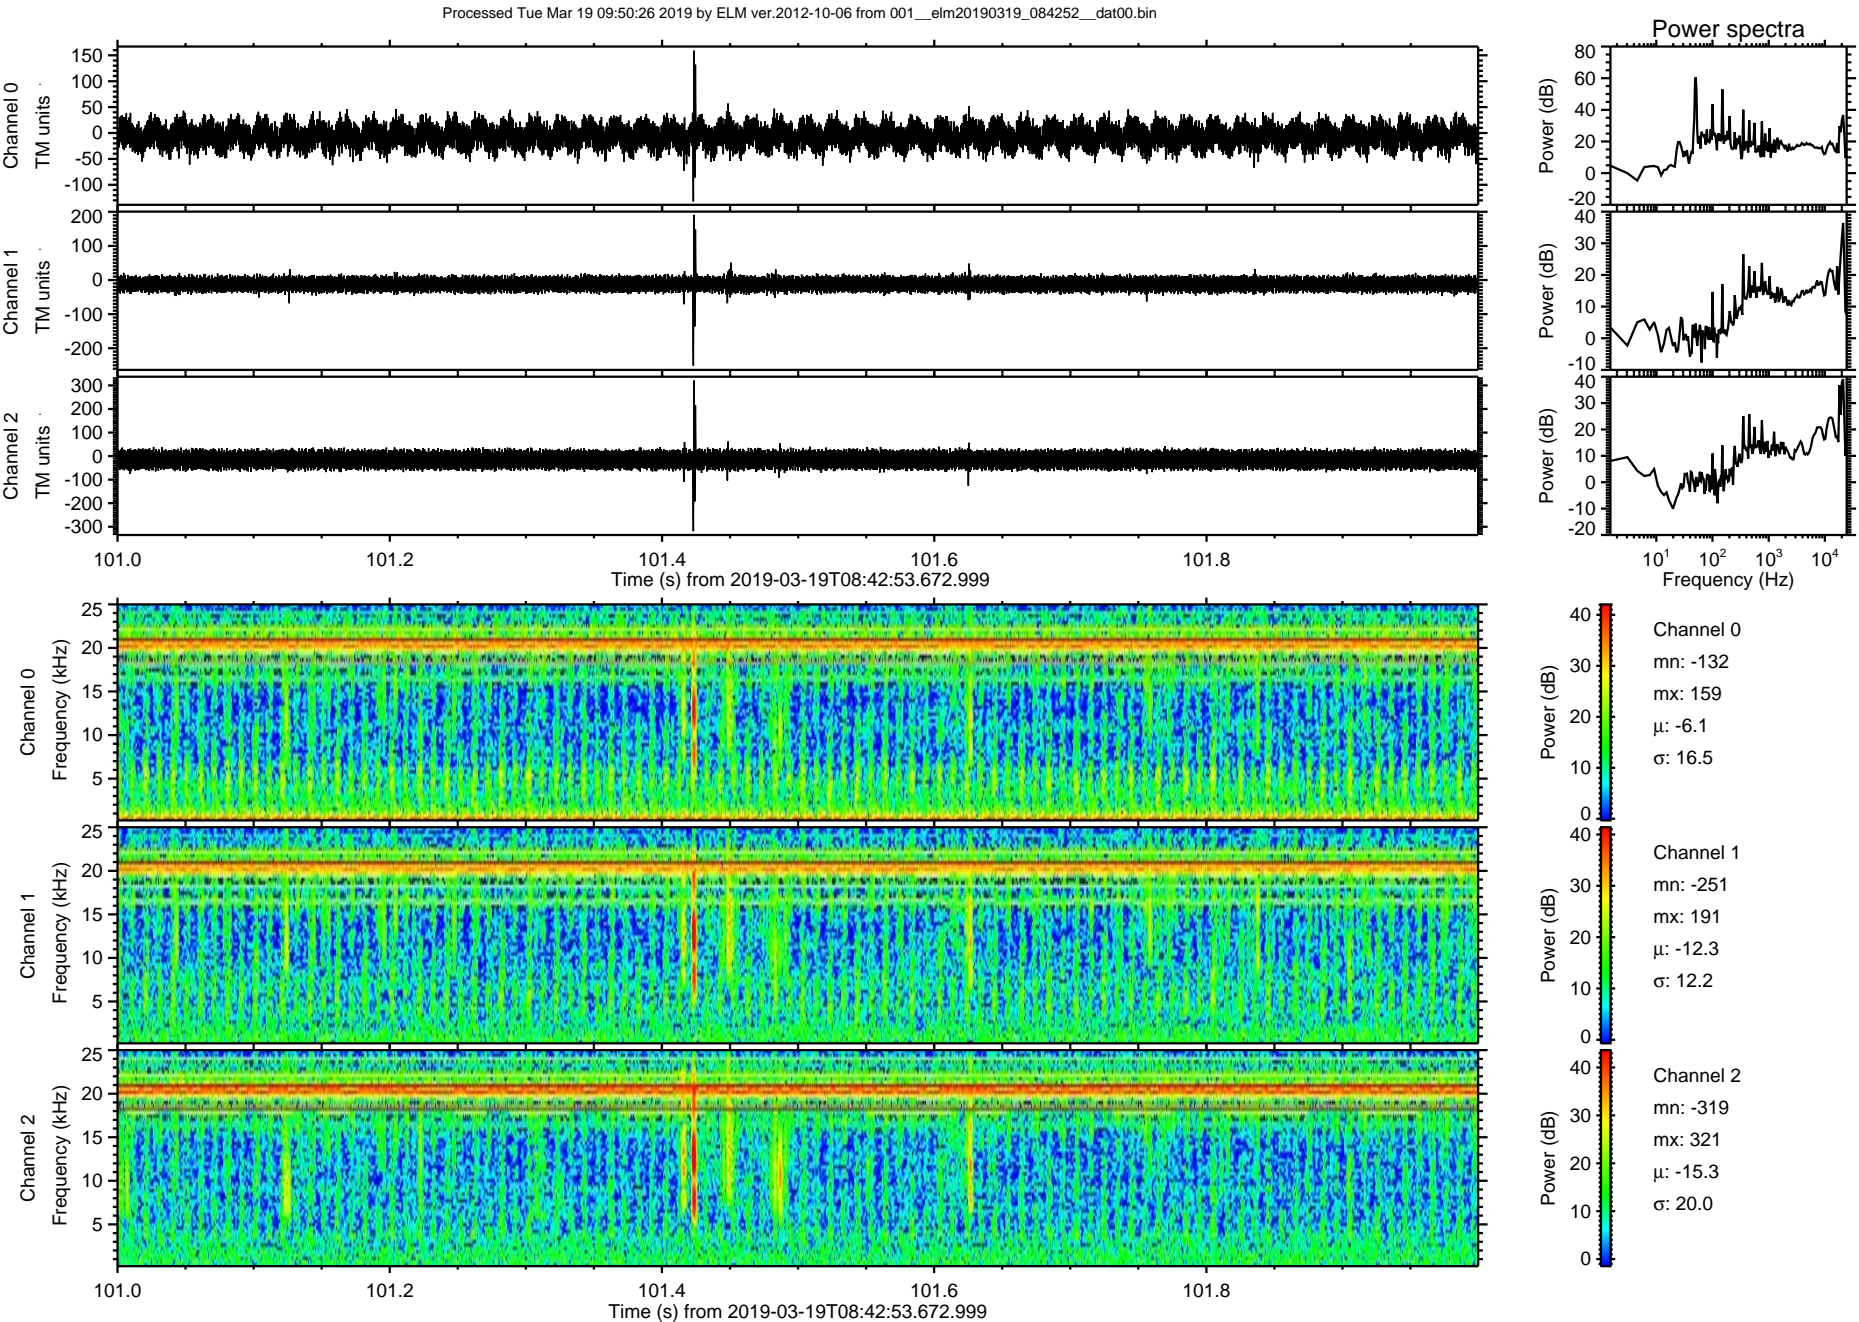 Processed Tue Mar 19 09:50:26 2019 by ELM ver.2012-10-06 from 001__elm20190319_084252__dat00.bin
Power spectra
Channel 0
TM units
150
100
50
0
-50
-100
Power (dB)
80
60
40
20
0
-20
Channel 1
TM units
200
100
0
-100
-200
Power (dB)
40
30
20
10
0
-10
Channel 2
TM units
300
200
100
0
-100
-200
-300
Power (dB)
40
30
20
10
0
-10
-20
101.0 101.2 101.4 101.6 101.8
Time (s) from 2019-03-19T08:42:53.672.999
10¹ 10² 10³ 10⁴
Frequency (Hz)
Channel 0
Frequency (kHz)
25
20
15
10
5
Power (dB)
40
30
20
10
0
Channel 0
mn: -132
mx: 159
µ: -6.1
σ: 16.5
Channel 1
Frequency (kHz)
25
20
15
10
5
Power (dB)
40
30
20
10
0
Channel 1
mn: -251
mx: 191
µ: -12.3
σ: 12.2
Channel 2
Frequency (kHz)
25
20
15
10
5
Power (dB)
40
30
20
10
0
Channel 2
mn: -319
mx: 321
µ: -15.3
σ: 20.0
101.0 101.2 101.4 101.6 101.8
Time (s) from 2019-03-19T08:42:53.672.999